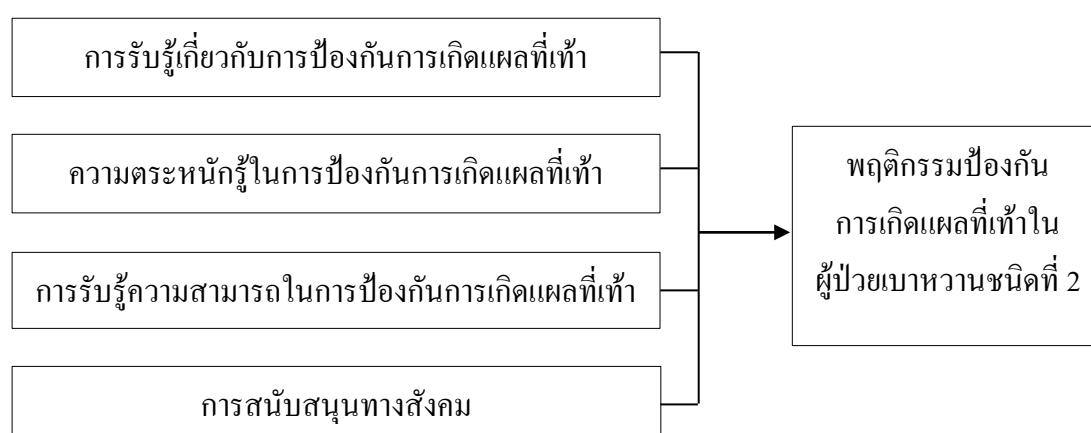 การรับรู้เกี่ยวกับการป้องกันการเกิดแผลที่เท้า
ความตระหนักรู้ในการป้องกันการเกิดแผลที่เท้า
การรับรู้ความสามารถในการป้องกันการเกิดแผลที่เท้า
การสนับสนุนทางสังคม
พฤติกรรมป้องกัน
การเกิดแผลที่เท้าใน
ผู้ป่วยเบาหวานชนิดที่ 2